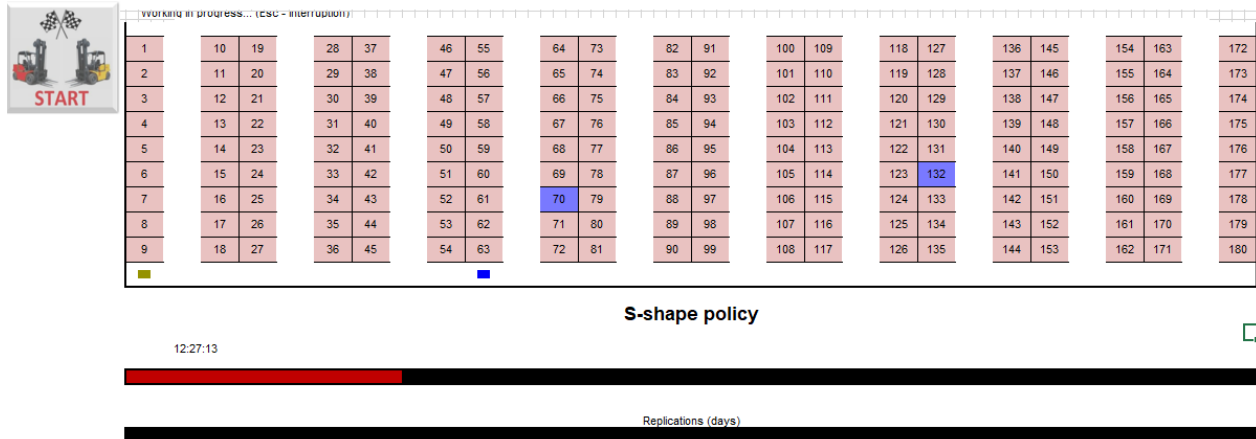 Working in progress... (Esc - interruption)
START
1 10 19 28 37 46 55 64 73 82 91 100 109 118 127 136 145 154 163 172
2 11 20 29 38 47 56 65 74 83 92 101 110 119 128 137 146 155 164 173
3 12 21 30 39 48 57 66 75 84 93 102 111 120 129 138 147 156 165 174
4 13 22 31 40 49 58 67 76 85 94 103 112 121 130 139 148 157 166 175
5 14 23 32 41 50 59 68 77 86 95 104 113 122 131 140 149 158 167 176
6 15 24 33 42 51 60 69 78 87 96 105 114 123 132 141 150 159 168 177
7 16 25 34 43 52 61 70 79 88 97 106 115 124 133 142 151 160 169 178
8 17 26 35 44 53 62 71 80 89 98 107 116 125 134 143 152 161 170 179
9 18 27 36 45 54 63 72 81 90 99 108 117 126 135 144 153 162 171 180
S-shape policy
12:27:13
Replications (days)